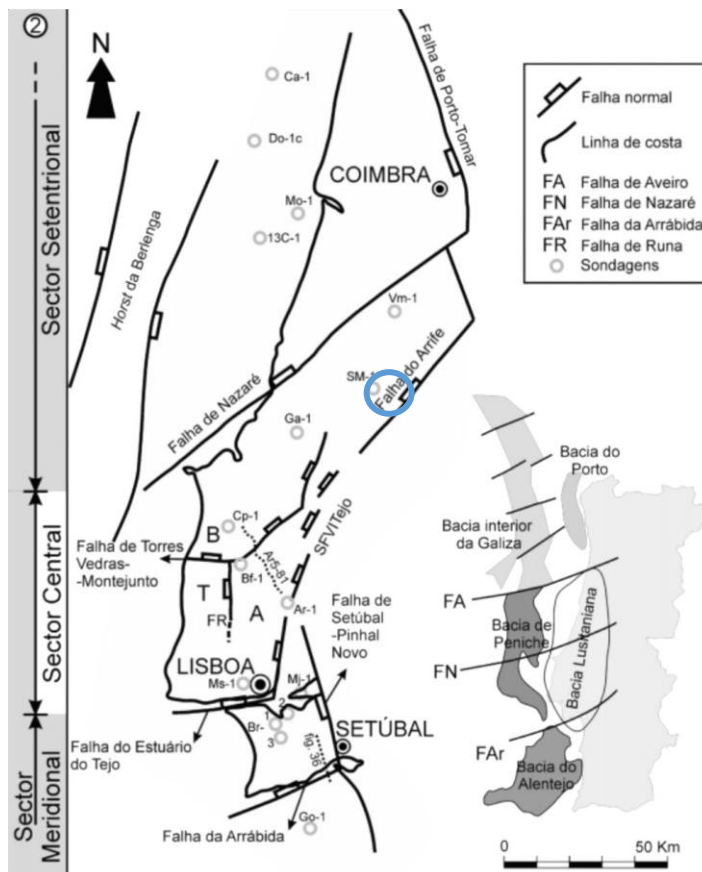 ②
N
Sector Setentrional
Sector Central
Sector
Meridional
Ca-1
Do-1c
Mo-1
13C-1
COIMBRA
Falha de Porto-Tomar
Horst da Berlenga
Vm-1
SM-1
Falha do Arrife
Falha de Nazaré
Ga-1
Cp-1
B
SFVITejo
Falha de Torres
Vedras-
-Montejunto
Ar5-81
Bf-1
T
A
FR
Ar-1
Falha de
Setúbal
-Pinhal
Novo
LISBOA
Ms-1
Mj-1
2
1
Br-
3
SETÚBAL
fig. 36
Falha do Estuário
do Tejo
Falha da Arrábida
Go-1
Falha normal
Linha de costa
FA Falha de Aveiro
FN Falha de Nazaré
FAr Falha da Arrábida
FR Falha de Runa
Sondagens
Bacia do
Porto
Bacia interior
da Galiza
FA
Bacia de
Peniche
Bacia Lusitaniana
FN
FAr
Bacia do
Alentejo
0 50 Km